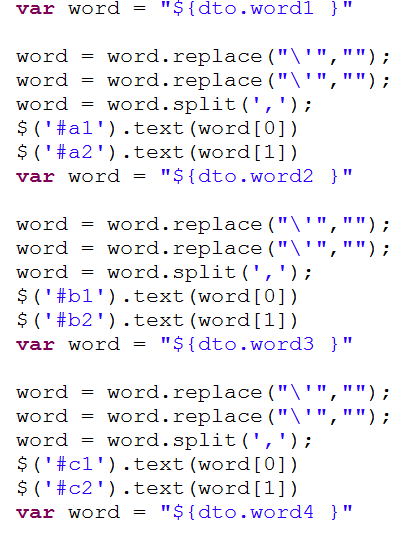 var word = "${dto.word1 }"
word = word.replace("\'","");
word = word.replace("\'","");
word = word.split(',');
$('#a1').text(word[0])
$('#a2').text(word[1])
var word = "${dto.word2 }"
word = word.replace("\'","");
word = word.replace("\'","");
word = word.split(',');
$('#b1').text(word[0])
$('#b2').text(word[1])
var word = "${dto.word3 }"
word = word.replace("\'","");
word = word.replace("\'","");
word = word.split(',');
$('#c1').text(word[0])
$('#c2').text(word[1])
var word = "${dto.word4 }"